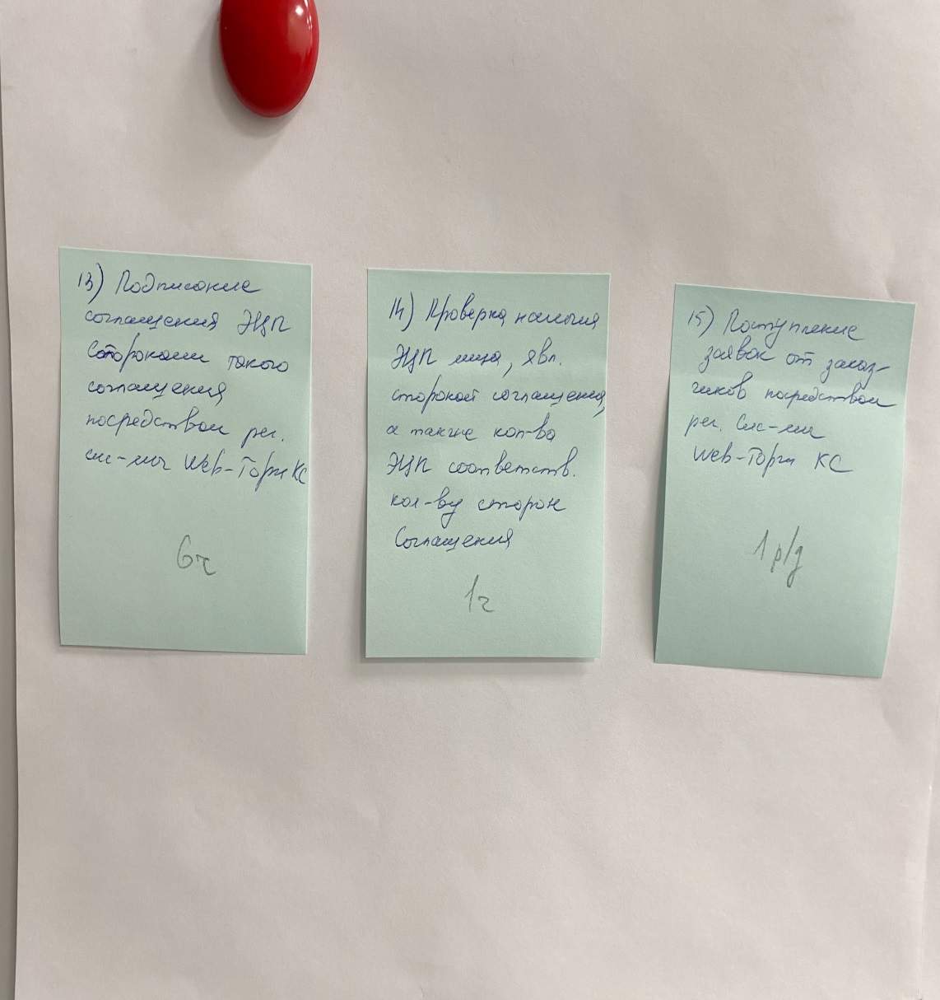 13) Подписание
соглашения ЭЦП
Сторонами такого
соглашения
посредством рег.
сис-мы Web-Торги КС
6ч
14) Проверка наличия
ЭЦП лица, явл.
стороной соглашения,
а также кол-ва
ЭЦП соответств.
кол-ву сторон
Соглашения
1ч
15) Поступление
заявок от заказ-
чиков посредством
рег. Сис-мы
Web-Торги КС
1 р/д